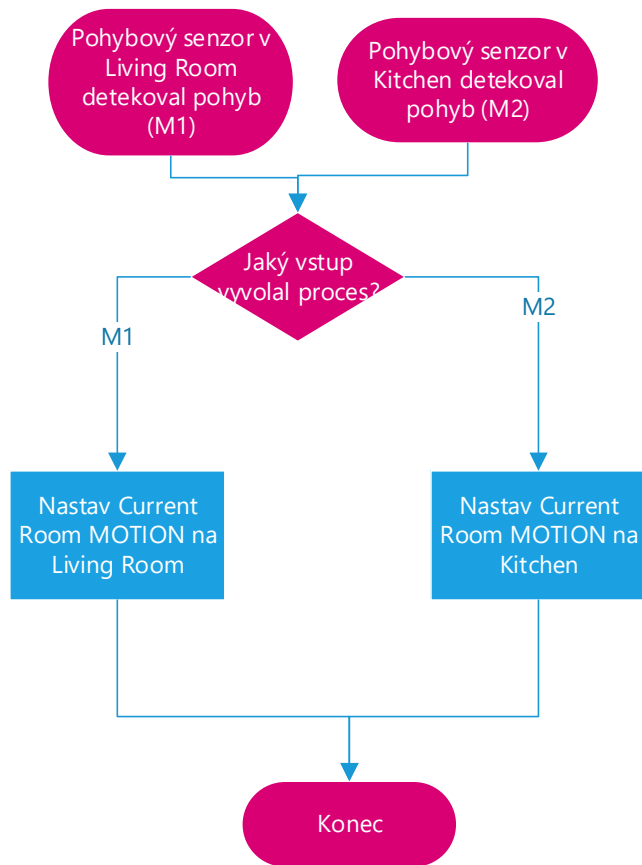 Pohybový senzor v
Living Room
detekoval pohyb
(M1)
Pohybový senzor v
Kitchen detekoval
pohyb (M2)
Jaký vstup
vyvolal proces?
M1
M2
Nastav Current
Room MOTION na
Living Room
Nastav Current
Room MOTION na
Kitchen
Konec